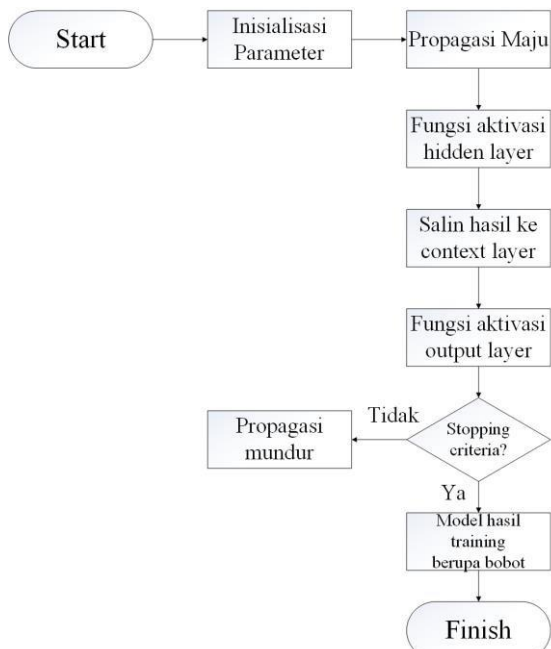 Start
Inisialisasi
Parameter
Propagasi Maju
Fungsi aktivasi
hidden layer
Salin hasil ke
context layer
Fungsi aktivasi
output layer
Stopping
criteria?
Tidak
Propagasi
mundur
Ya
Model hasil
training
berupa bobot
Finish